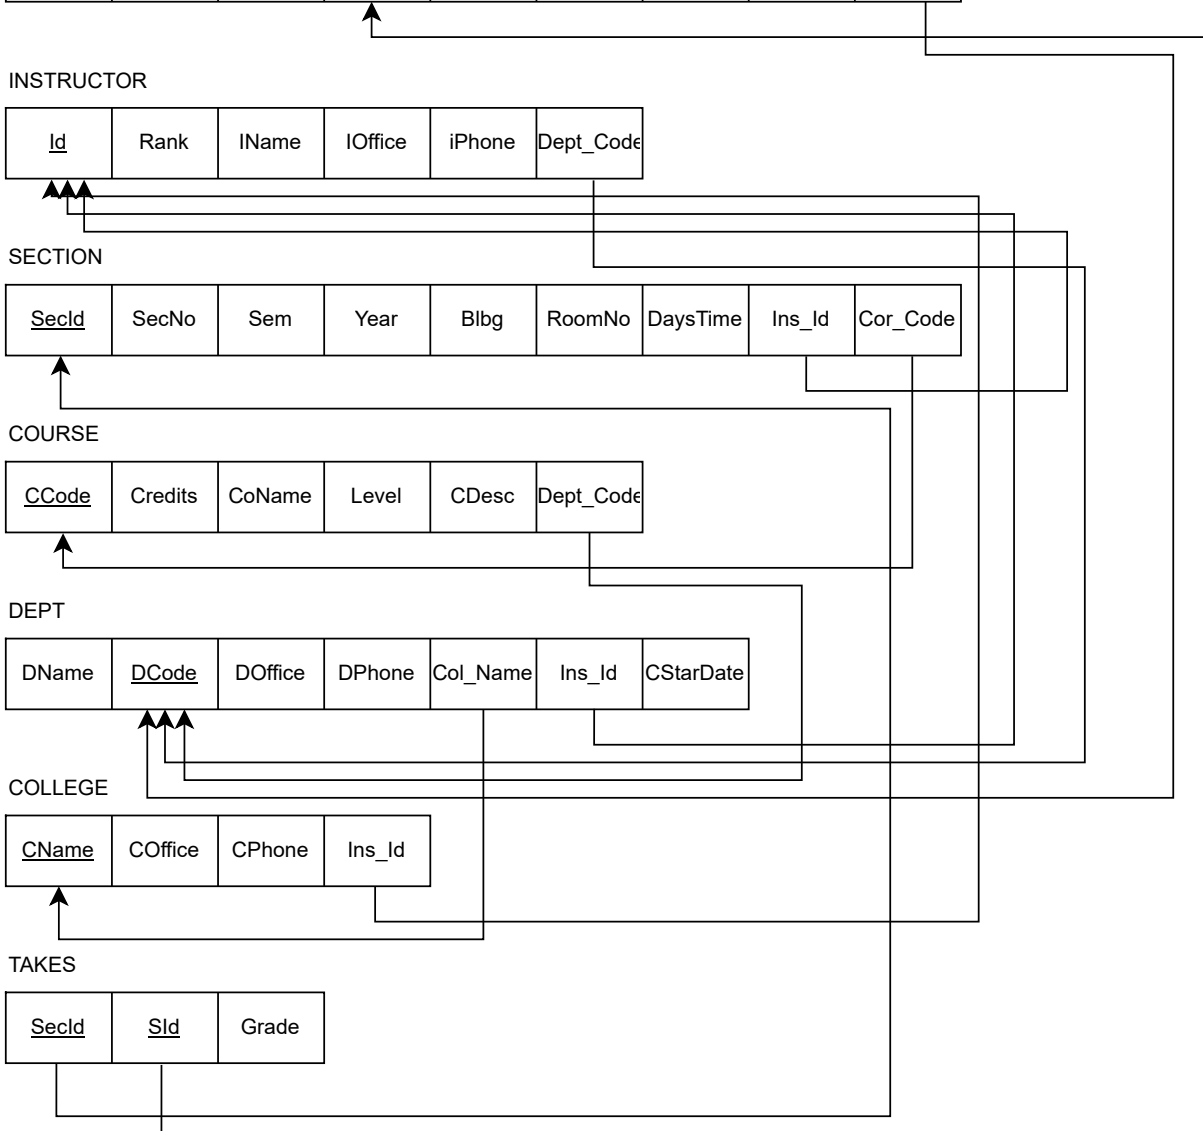 INSTRUCTOR
Id Rank IName IOffice iPhone Dept_Code
SECTION
SecId SecNo Sem Year Blbg RoomNo DaysTime Ins_Id Cor_Code
COURSE
CCode Credits CoName Level CDesc Dept_Code
DEPT
DName DCode DOffice DPhone Col_Name Ins_Id CStarDate
COLLEGE
CName COffice CPhone Ins_Id
TAKES
SecId SId Grade